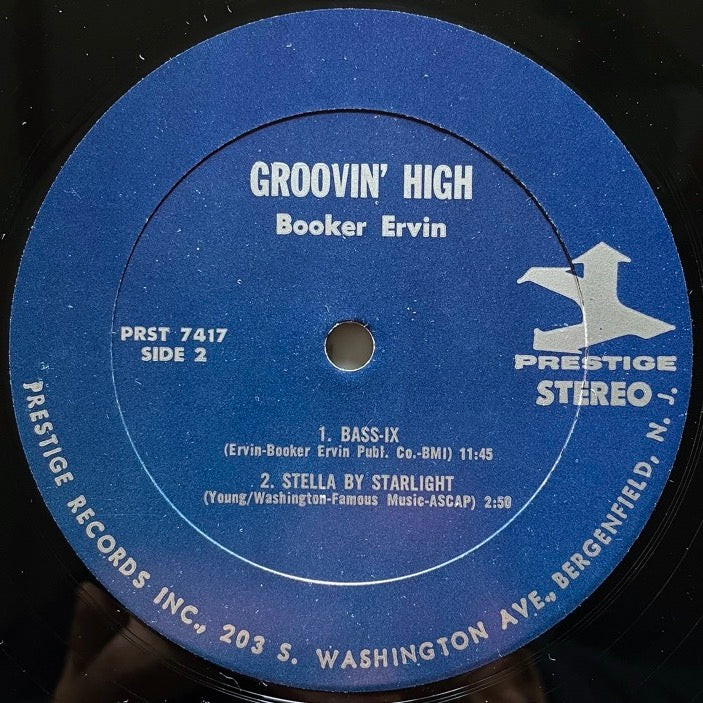 GROOVIN' HIGH
Booker Ervin
PRST 7417
SIDE 2
PRESTIGE
STEREO
1. BASS-IX
(Ervin-Booker Ervin Publ. Co.-BMI) 11:45
2. STELLA BY STARLIGHT
(Young/Washington-Famous Music-ASCAP) 2:50
PRESTIGE RECORDS INC., 203 S. WASHINGTON AVE., BERGENFIELD, N. J.